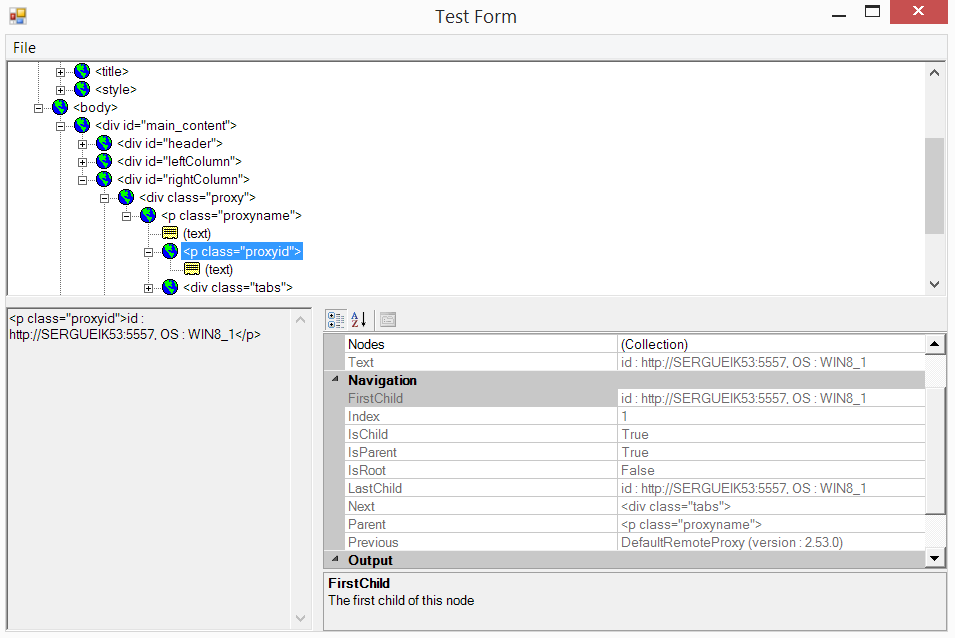 Test Form
File
<title>
<style>
<body>
<div id="main_content">
<div id="header">
<div id="leftColumn">
<div id="rightColumn">
<div class="proxy">
<p class="proxyname">
(text)
<p class="proxyid">
(text)
<div class="tabs">
<p class="proxyid">id :
http://SERGUEIK53:5557, OS : WIN8_1</p>
Nodes (Collection)
Text id : http://SERGUEIK53:5557, OS : WIN8_1
Navigation
FirstChild id : http://SERGUEIK53:5557, OS : WIN8_1
Index 1
IsChild True
IsParent True
IsRoot False
LastChild id : http://SERGUEIK53:5557, OS : WIN8_1
Next <div class="tabs">
Parent <p class="proxyname">
Previous DefaultRemoteProxy (version : 2.53.0)
Output
FirstChild
The first child of this node